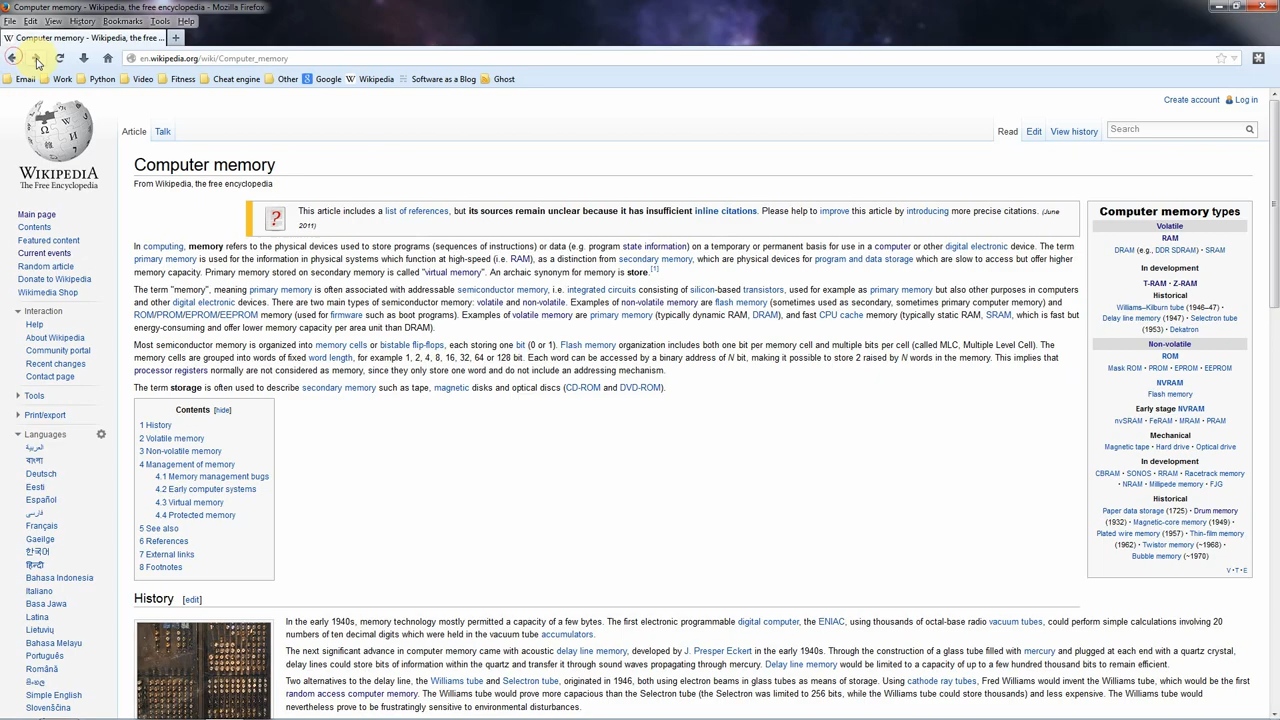 Computer memory - Wikipedia, the free encyclopedia - Mozilla Firefox
File Edit View History Bookmarks Tools Help
W Computer memory - Wikipedia, the free ... +
en.wikipedia.org/wiki/Computer_memory
Email Work Python Video Fitness Cheat engine Other Google W Wikipedia Software as a Blog Ghost
Create account Log in
Article Talk Read Edit View history Search
WIKIPEDIA
The Free Encyclopedia
Main page
Contents
Featured content
Current events
Random article
Donate to Wikipedia
Wikimedia Shop
Interaction
Help
About Wikipedia
Community portal
Recent changes
Contact page
Tools
Print/export
Languages
العربية
বাংলা
Deutsch
Eesti
Español
فارسی
Français
Gaeilge
한국어
हिन्दी
Bahasa Indonesia
Italiano
Basa Jawa
Latina
Lietuvių
Bahasa Melayu
Português
Română
සිංහල
Simple English
Slovenščina
Computer memory
From Wikipedia, the free encyclopedia
? This article includes a list of references, but its sources remain unclear because it has insufficient inline citations. Please help to improve this article by introducing more precise citations. (June
2011)
In computing, memory refers to the physical devices used to store programs (sequences of instructions) or data (e.g. program state information) on a temporary or permanent basis for use in a computer or other digital electronic device. The term
primary memory is used for the information in physical systems which function at high-speed (i.e. RAM), as a distinction from secondary memory, which are physical devices for program and data storage which are slow to access but offer higher
memory capacity. Primary memory stored on secondary memory is called "virtual memory". An archaic synonym for memory is store.[1]
The term "memory", meaning primary memory is often associated with addressable semiconductor memory, i.e. integrated circuits consisting of silicon-based transistors, used for example as primary memory but also other purposes in computers
and other digital electronic devices. There are two main types of semiconductor memory: volatile and non-volatile. Examples of non-volatile memory are flash memory (sometimes used as secondary, sometimes primary computer memory) and
ROM/PROM/EPROM/EEPROM memory (used for firmware such as boot programs). Examples of volatile memory are primary memory (typically dynamic RAM, DRAM), and fast CPU cache memory (typically static RAM, SRAM, which is fast but
energy-consuming and offer lower memory capacity per area unit than DRAM).
Most semiconductor memory is organized into memory cells or bistable flip-flops, each storing one bit (0 or 1). Flash memory organization includes both one bit per memory cell and multiple bits per cell (called MLC, Multiple Level Cell). The
memory cells are grouped into words of fixed word length, for example 1, 2, 4, 8, 16, 32, 64 or 128 bit. Each word can be accessed by a binary address of N bit, making it possible to store 2 raised by N words in the memory. This implies that
processor registers normally are not considered as memory, since they only store one word and do not include an addressing mechanism.
The term storage is often used to describe secondary memory such as tape, magnetic disks and optical discs (CD-ROM and DVD-ROM).
Contents [hide]
1 History
2 Volatile memory
3 Non-volatile memory
4 Management of memory
4.1 Memory management bugs
4.2 Early computer systems
4.3 Virtual memory
4.4 Protected memory
5 See also
6 References
7 External links
8 Footnotes
History [edit]
In the early 1940s, memory technology mostly permitted a capacity of a few bytes. The first electronic programmable digital computer, the ENIAC, using thousands of octal-base radio vacuum tubes, could perform simple calculations involving 20
numbers of ten decimal digits which were held in the vacuum tube accumulators.
The next significant advance in computer memory came with acoustic delay line memory, developed by J. Presper Eckert in the early 1940s. Through the construction of a glass tube filled with mercury and plugged at each end with a quartz crystal,
delay lines could store bits of information within the quartz and transfer it through sound waves propagating through mercury. Delay line memory would be limited to a capacity of up to a few hundred thousand bits to remain efficient.
Two alternatives to the delay line, the Williams tube and Selectron tube, originated in 1946, both using electron beams in glass tubes as means of storage. Using cathode ray tubes, Fred Williams would invent the Williams tube, which would be the first
random access computer memory. The Williams tube would prove more capacious than the Selectron tube (the Selectron was limited to 256 bits, while the Williams tube could store thousands) and less expensive. The Williams tube would
nevertheless prove to be frustratingly sensitive to environmental disturbances.
Computer memory types
Volatile
RAM
DRAM (e.g., DDR SDRAM) • SRAM
In development
T-RAM • Z-RAM
Historical
Williams–Kilburn tube (1946–47)
Delay line memory (1947) • Selectron tube
(1953) • Dekatron
Non-volatile
ROM
Mask ROM • PROM • EPROM • EEPROM
NVRAM
Flash memory
Early stage NVRAM
nvSRAM • FeRAM • MRAM • PRAM
Mechanical
Magnetic tape • Hard drive • Optical drive
In development
CBRAM • SONOS • RRAM • Racetrack memory
• NRAM • Millipede memory • FJG
Historical
Paper data storage (1725) • Drum memory
(1932) • Magnetic-core memory (1949) •
Plated wire memory (1957) • Thin-film memory
(1962) • Twistor memory (~1968) •
Bubble memory (~1970)
V • T • E